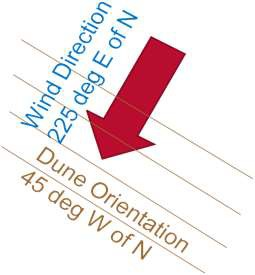 Wind Direction
225 deg E of N
Dune Orientation
45 deg W of N